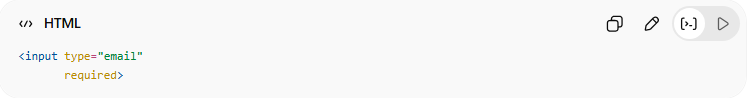 HTML
<input type="email"
required>